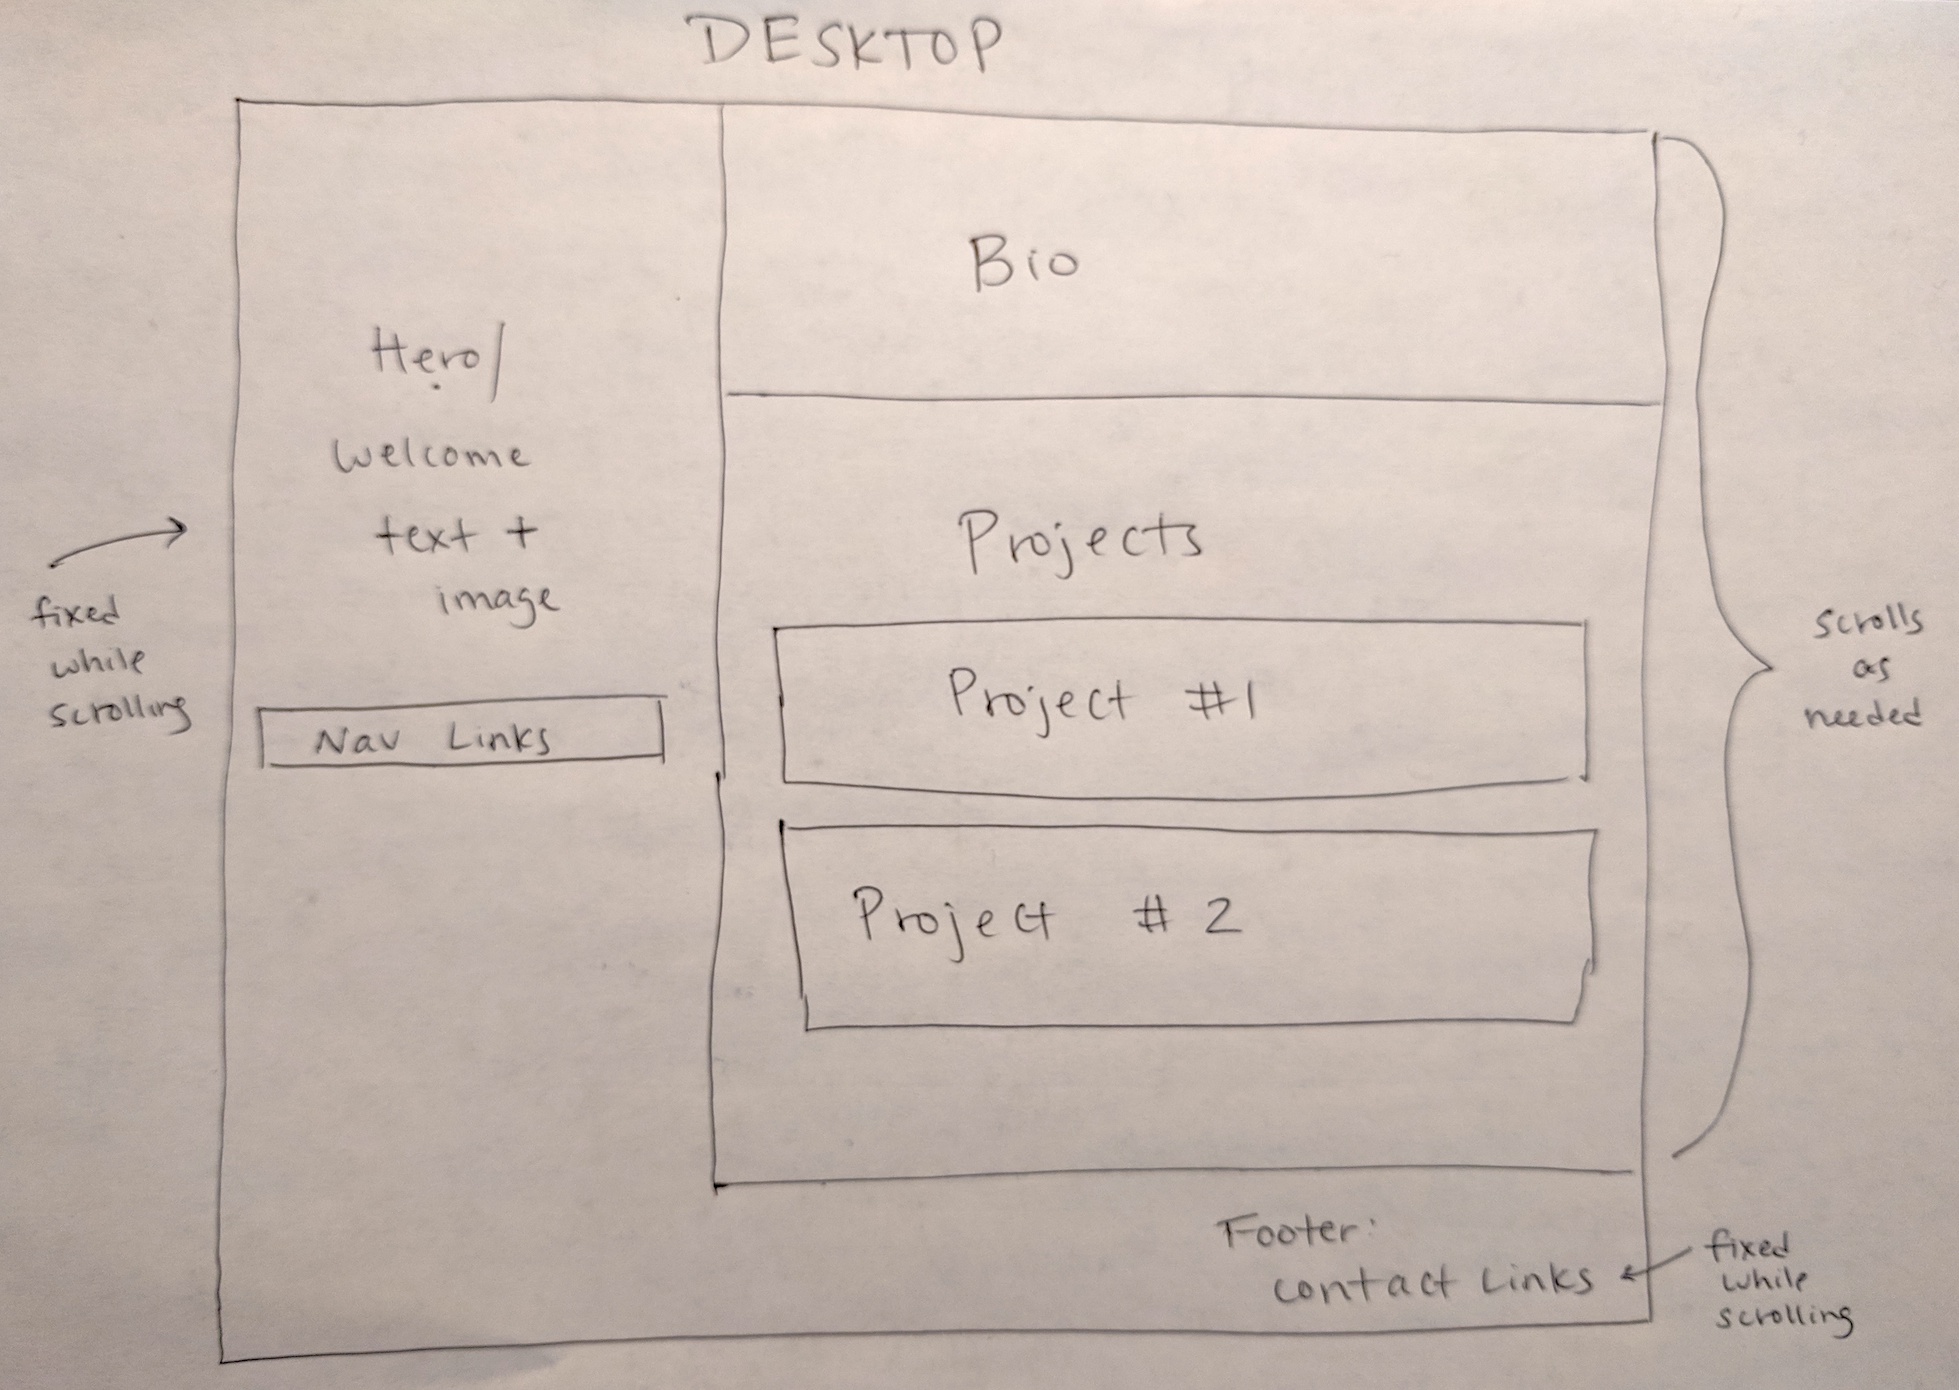 DESKTOP
Hero/
welcome
text +
image
Nav Links
fixed
while
scrolling
Bio
Projects
Project #1
Project # 2
scrolls
as
needed
Footer:
contact Links
fixed
while
scrolling